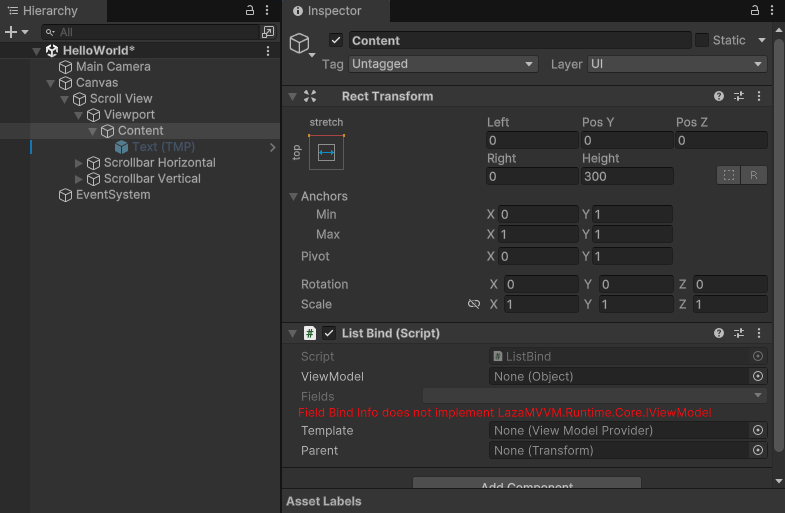 Hierarchy
All
HelloWorld*
Main Camera
Canvas
Scroll View
Viewport
Content
Text (TMP)
Scrollbar Horizontal
Scrollbar Vertical
EventSystem
Inspector
Content
Static
Tag Untagged Layer UI
Rect Transform
stretch
top
Left Pos Y Pos Z
0 0 0
Right Height
0 300
R
Anchors
Min X 0 Y 1
Max X 1 Y 1
Pivot X 0 Y 1
Rotation X 0 Y 0 Z 0
Scale X 1 Y 1 Z 1
# List Bind (Script)
Script # ListBind
ViewModel None (Object)
Fields
Field Bind Info does not implement LazaMVVM.Runtime.Core.IViewModel
Template None (View Model Provider)
Parent None (Transform)
Add Component
Asset Labels